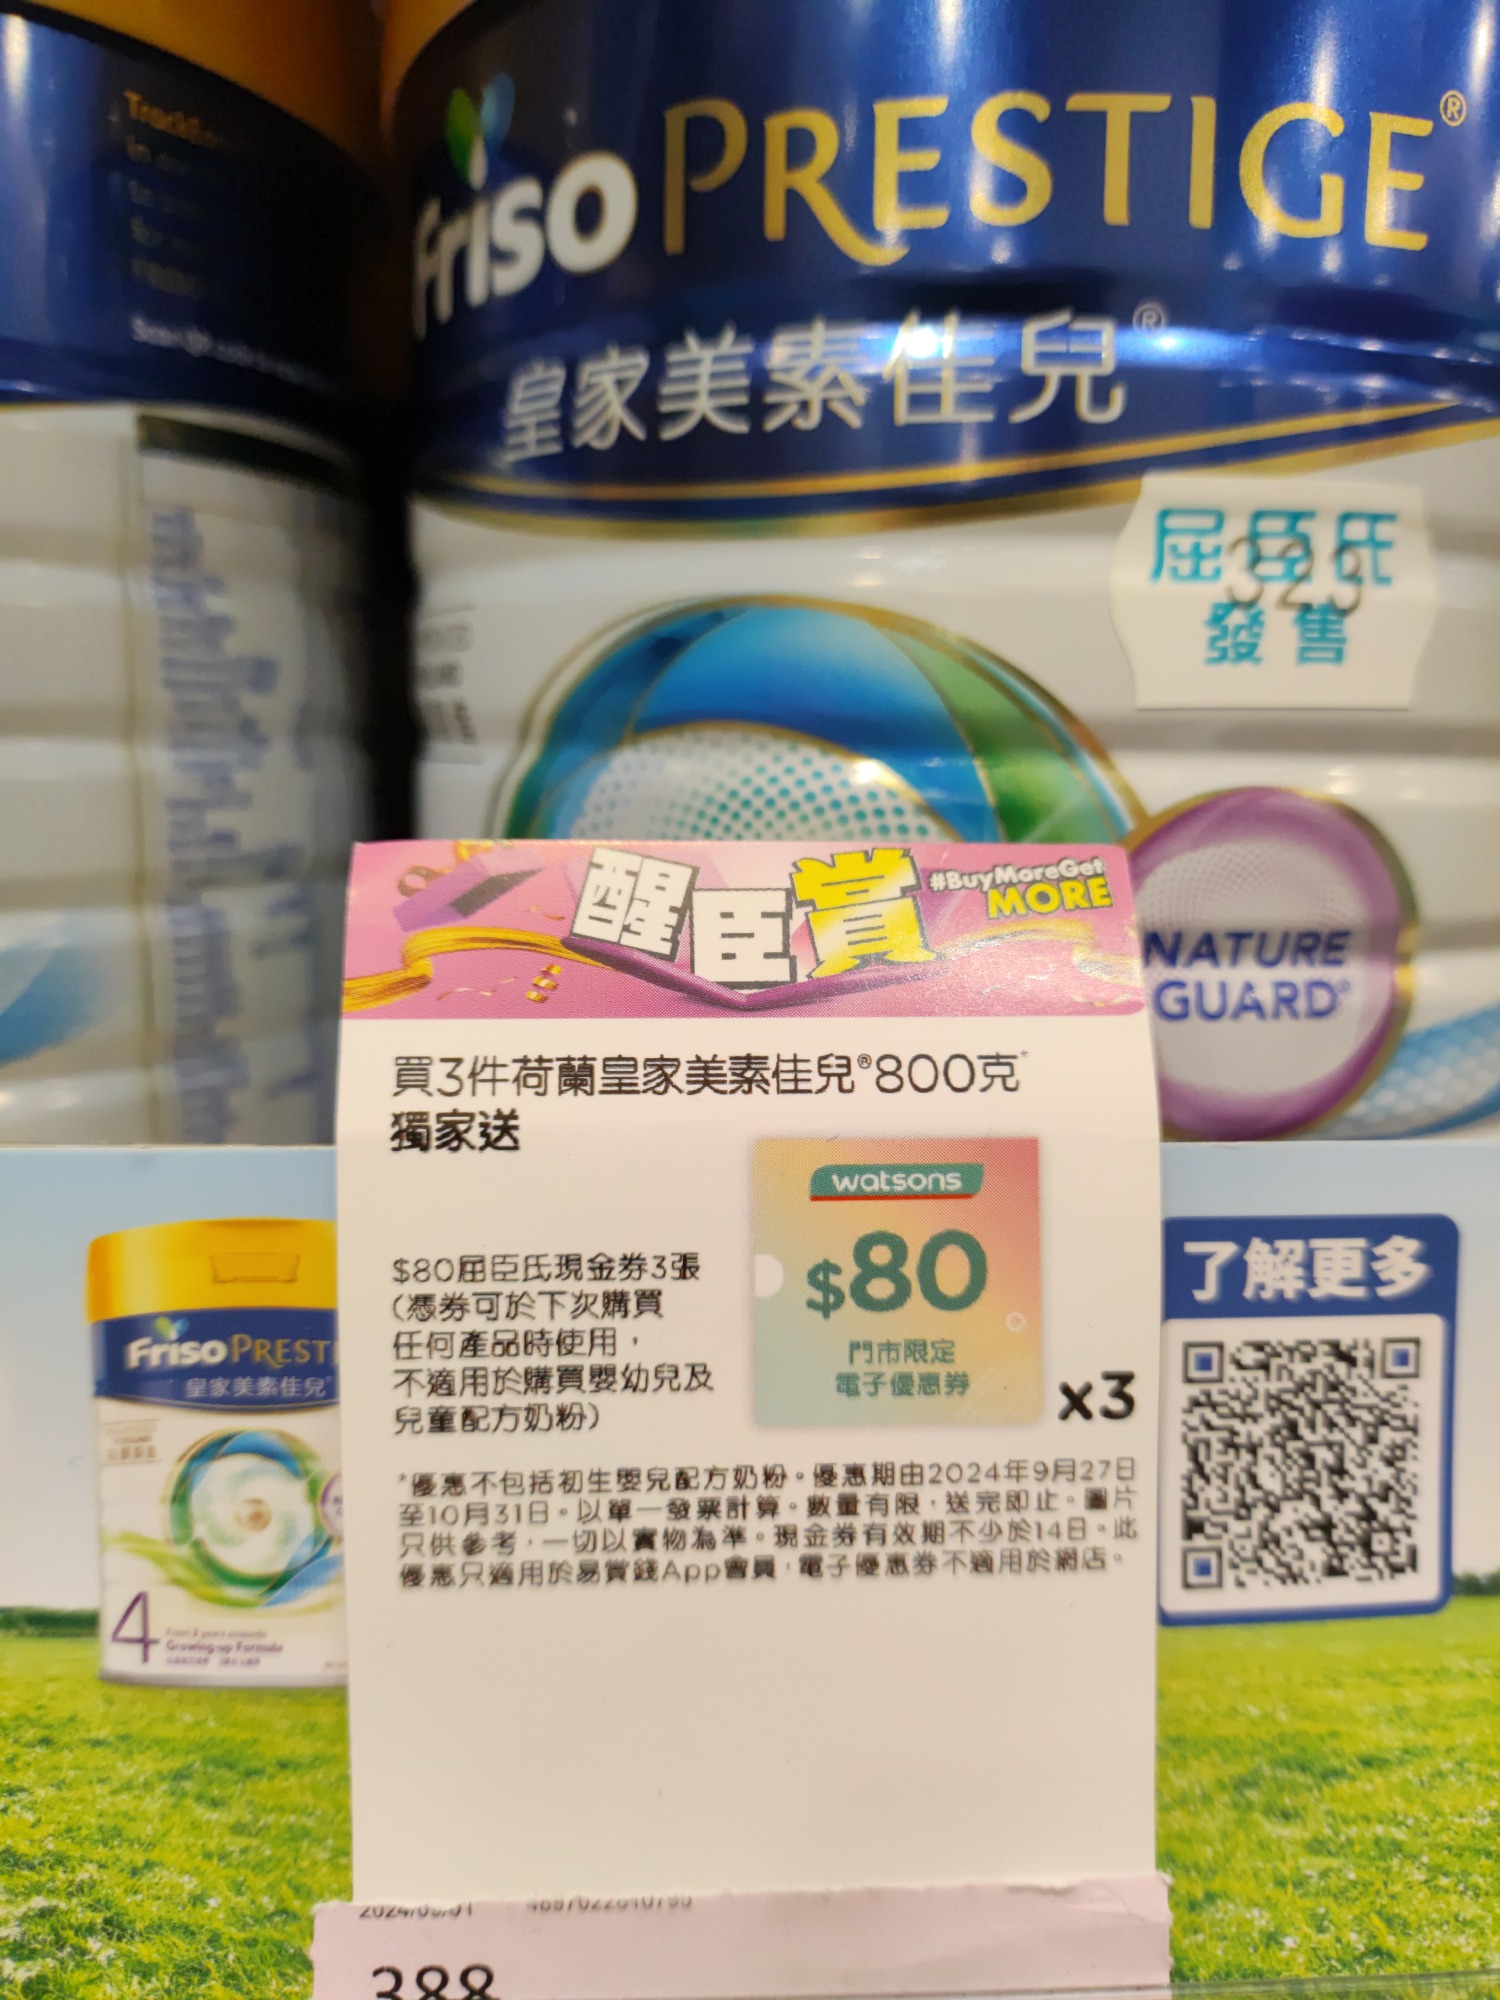 Friso PRESTIGE®
皇家美素佳兒®
屈臣氏
323
發售
NATURE
GUARD®
醒臣賞
#BuyMoreGet
MORE
買3件荷蘭皇家美素佳兒®800克*
獨家送
$80屈臣氏現金券3張
(憑券可於下次購買
任何產品時使用，
不適用於購買嬰幼兒及
兒童配方奶粉)
watsons
$80
門市限定
電子優惠券
x3
*優惠不包括初生嬰兒配方奶粉。優惠期由2024年9月27日
至10月31日。以單一發票計算。數量有限，送完即止。圖片
只供參考，一切以實物為準。現金券有效期不少於14日。此
優惠只適用於易賞錢App會員，電子優惠券不適用於網店。
了解更多
Friso PREST
皇家美素佳兒®
4
Growing-up Formula
388